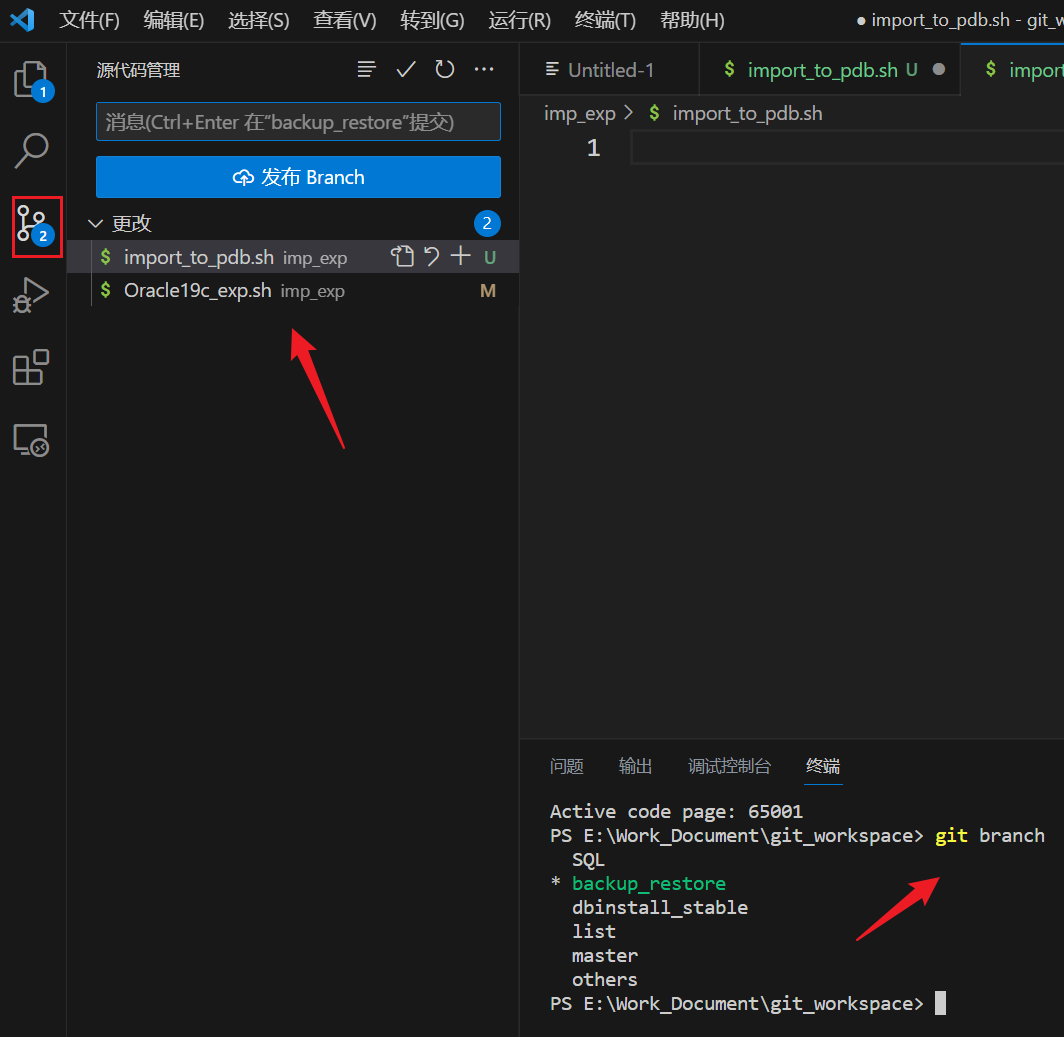 文件(F) 编辑(E) 选择(S) 查看(V) 转到(G) 运行(R) 终端(T) 帮助(H) ● import_to_pdb.sh - git_w
1
2
源代码管理
消息(Ctrl+Enter 在“backup_restore”提交)
发布 Branch
更改 2
$ import_to_pdb.sh imp_exp U
$ Oracle19c_exp.sh imp_exp M
Untitled-1 $ import_to_pdb.sh U $ import
imp_exp > $ import_to_pdb.sh
1
问题 输出 调试控制台 终端
Active code page: 65001
PS E:\Work_Document\git_workspace> git branch
SQL
* backup_restore
dbinstall_stable
list
master
others
PS E:\Work_Document\git_workspace>